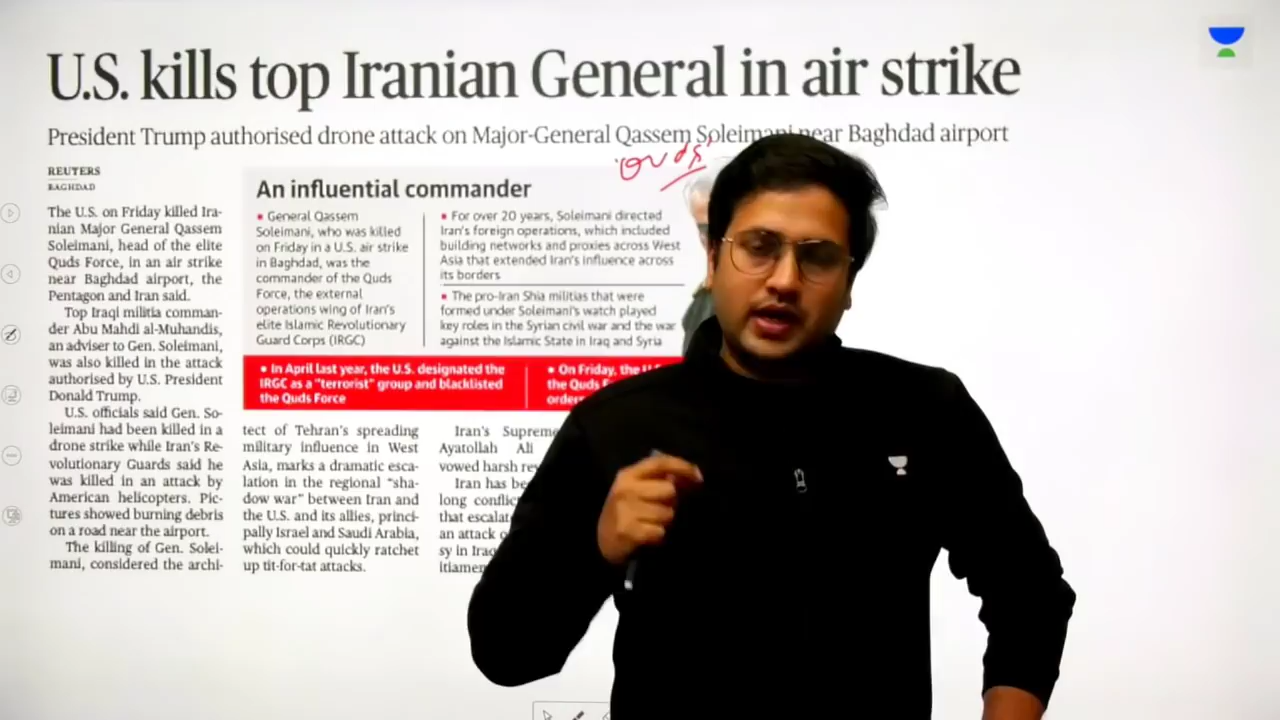 U.S. kills top Iranian General in air strike
President Trump authorised drone attack on Major-General Qassem Soleimani near Baghdad airport
'Quds'
REUTERS
BAGHDAD
The U.S. on Friday killed Ira-
nian Major General Qassem
Soleimani, head of the elite
Quds Force, in an air strike
near Baghdad airport, the
Pentagon and Iran said.
Top Iraqi militia comman-
der Abu Mahdi al-Muhandis,
an adviser to Gen. Soleimani,
was also killed in the attack
authorised by U.S. President
Donald Trump.
U.S. officials said Gen. So-
leimani had been killed in a
drone strike while Iran's Re-
volutionary Guards said he
was killed in an attack by
American helicopters. Pic-
tures showed burning debris
on a road near the airport.
The killing of Gen. Solei-
mani, considered the archi-
An influential commander
• General Qassem
Soleimani, who was killed
on Friday in a U.S. air strike
in Baghdad, was the
commander of the Quds
Force, the external
operations wing of Iran's
elite Islamic Revolutionary
Guard Corps (IRGC)
• For over 20 years, Soleimani directed
Iran's foreign operations, which included
building networks and proxies across West
Asia that extended Iran's influence across
its borders
• The pro-Iran Shia militias that were
formed under Soleimani's watch played
key roles in the Syrian civil war and the war
against the Islamic State in Iraq and Syria
• In April last year, the U.S. designated the
IRGC as a "terrorist" group and blacklisted
the Quds Force
• On Friday, the
the Quds
tect of Tehran's spreading
military influence in West
Asia, marks a dramatic esca-
lation in the regional "sha-
dow war" between Iran and
the U.S. and its allies, princi-
pally Israel and Saudi Arabia,
which could quickly ratchet
up tit-for-tat attacks.
Iran's Supreme
Ayatollah Ali
vowed harsh
Iran has
long
that
an attack